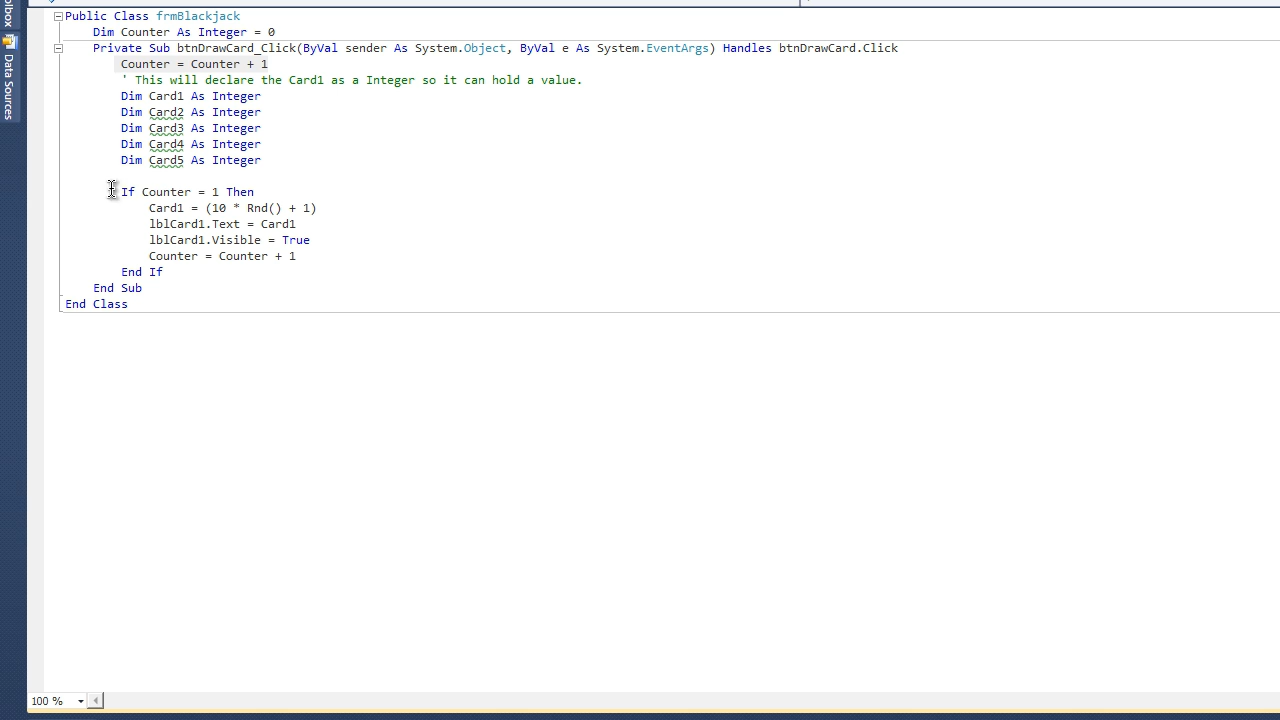 olbox
Data Sources
Public Class frmBlackjack
Dim Counter As Integer = 0
Private Sub btnDrawCard_Click(ByVal sender As System.Object, ByVal e As System.EventArgs) Handles btnDrawCard.Click
Counter = Counter + 1
' This will declare the Card1 as a Integer so it can hold a value.
Dim Card1 As Integer
Dim Card2 As Integer
Dim Card3 As Integer
Dim Card4 As Integer
Dim Card5 As Integer
If Counter = 1 Then
Card1 = (10 * Rnd() + 1)
lblCard1.Text = Card1
lblCard1.Visible = True
Counter = Counter + 1
End If
End Sub
End Class
100 %